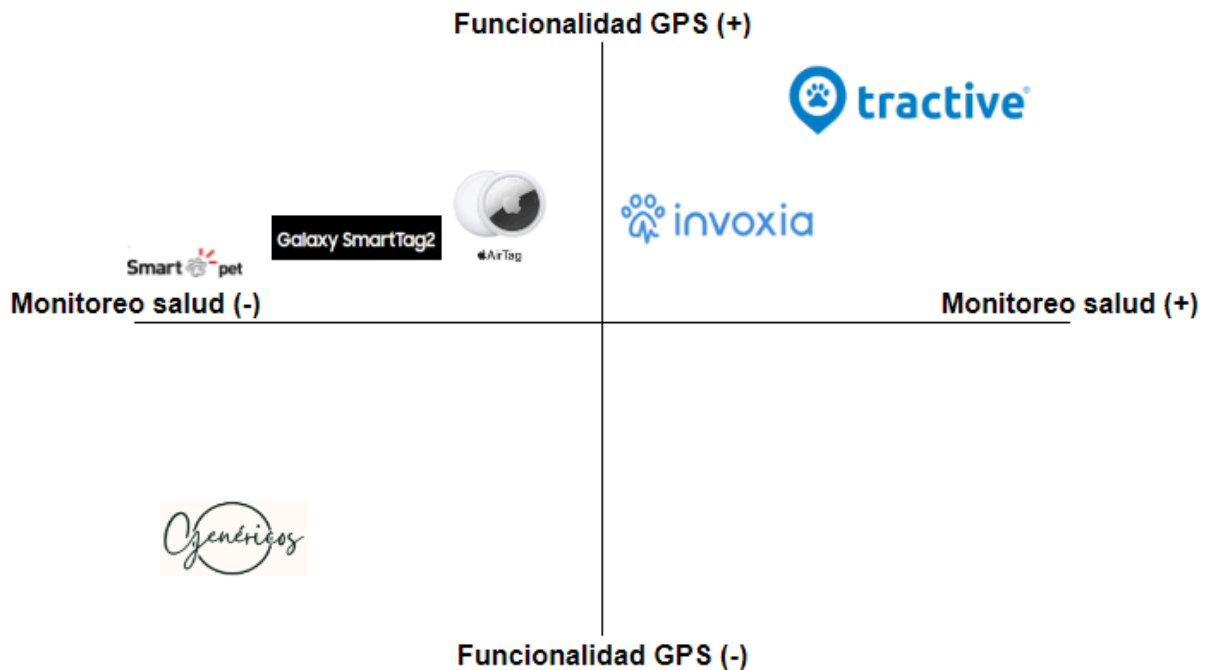 Funcionalidad GPS (+)
tractive®
invoxia
Galaxy SmartTag2
AirTag
Smart pet
Monitoreo salud (-)
Monitoreo salud (+)
Genéricos
Funcionalidad GPS (-)